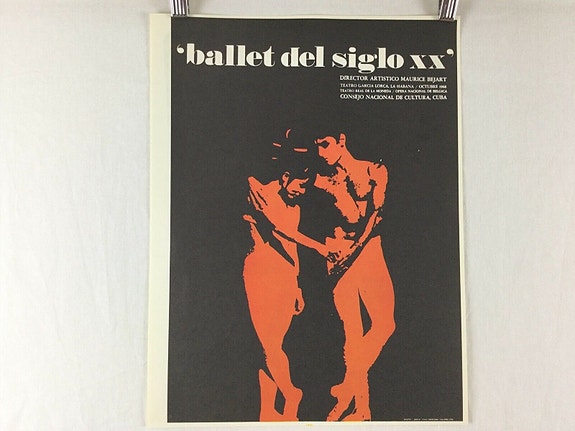 ‘ballet del siglo xx’
DIRECTOR ARTISTICO MAURICE BEJART
TEATRO GARCIA LORCA, LA HABANA / OCTUBRE 1968
TEATRO REAL DE LA MONEDA / OPERA NACIONAL DE BELGICA
CONSEJO NACIONAL DE CULTURA, CUBA